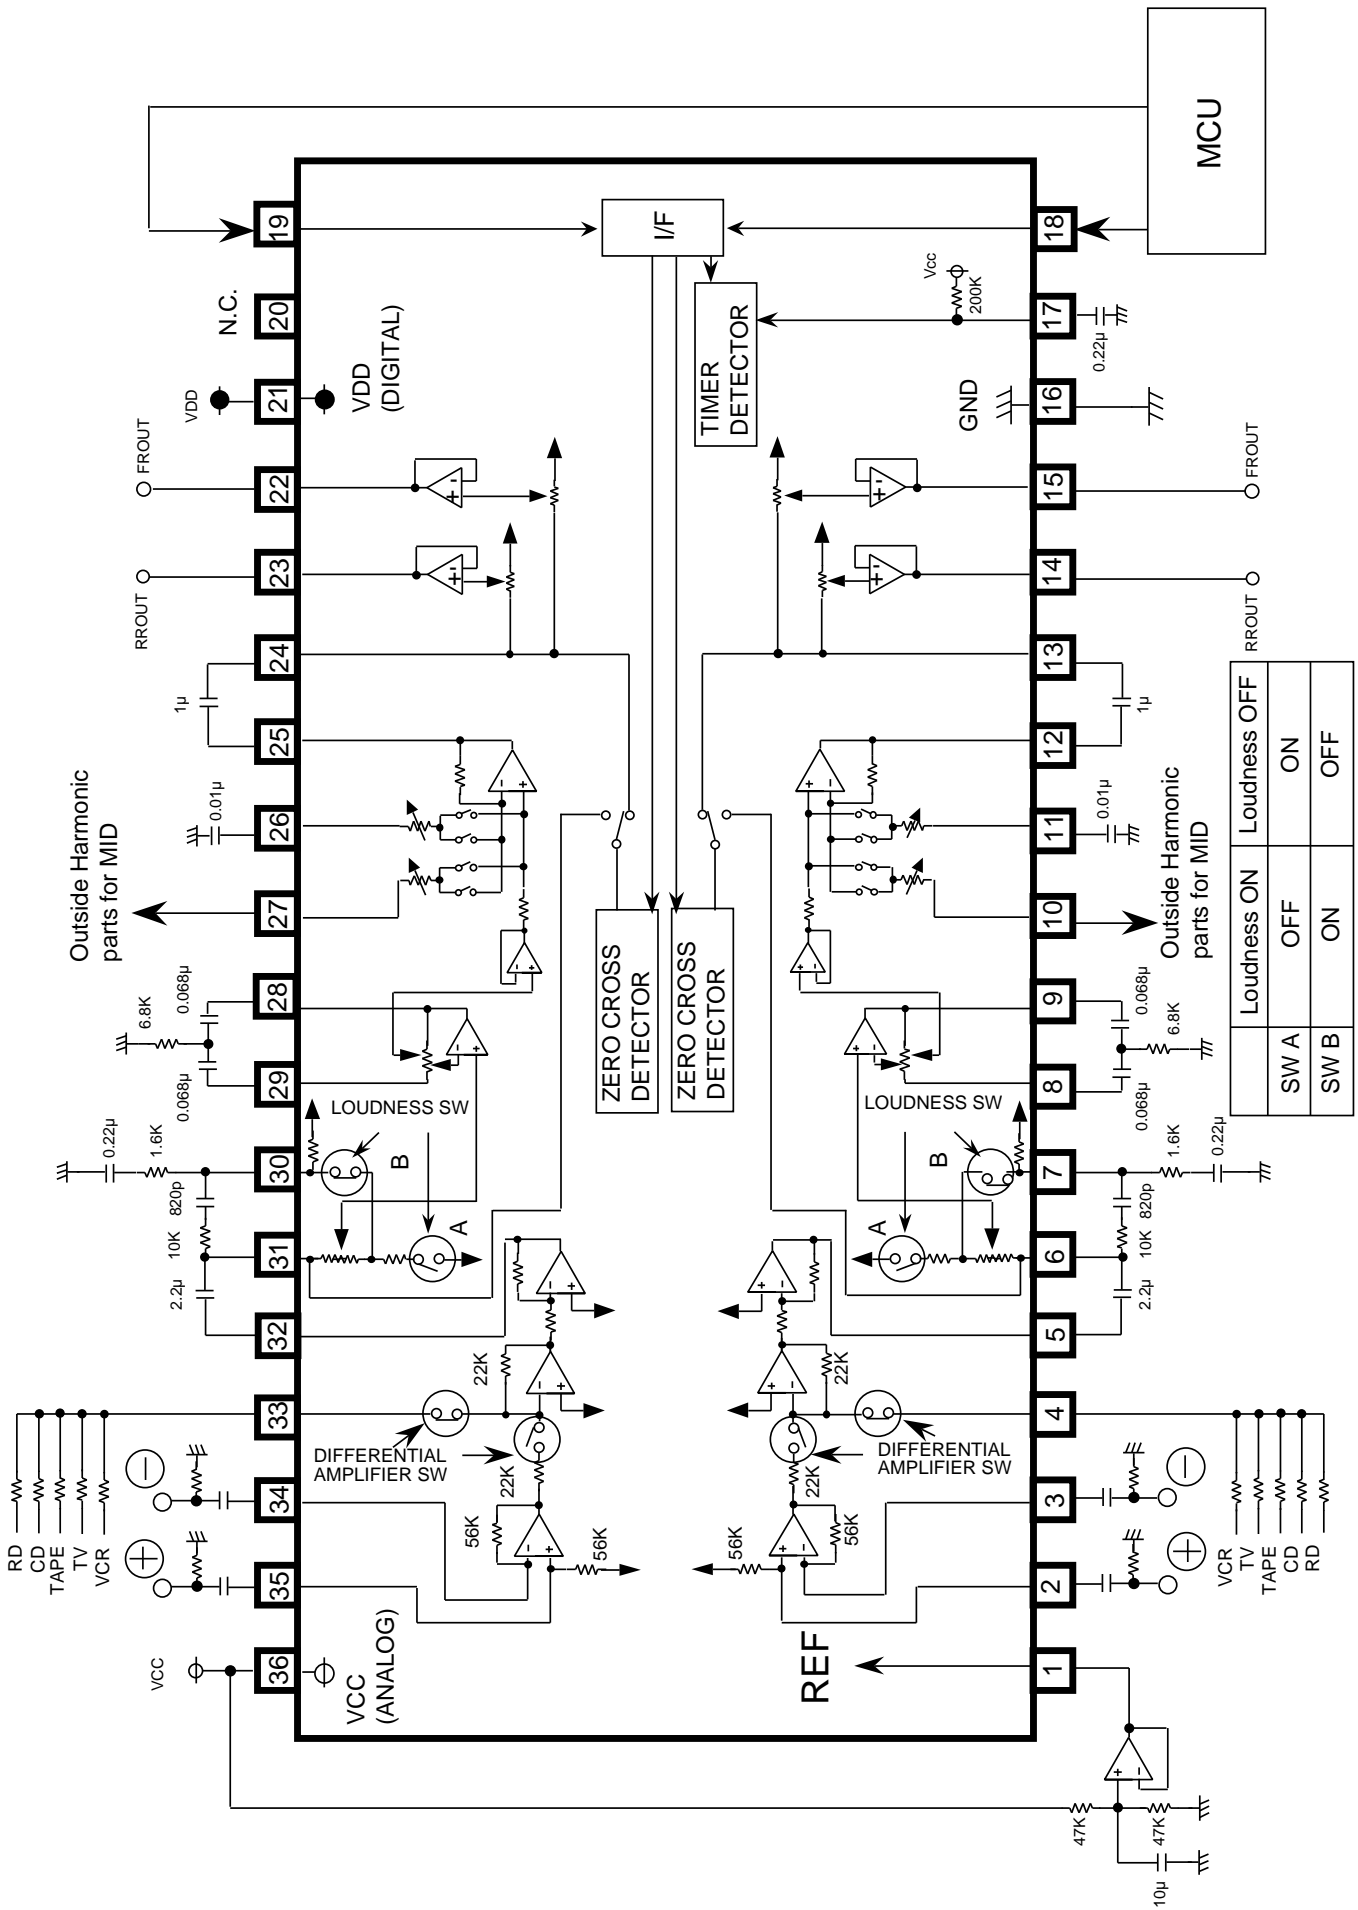 RD
CD
TAPE
TV
VCR
−
+
VCC
36
35
34
33
32
31
30
29
28
27
26
25
24
23
22
21
20
19
2.2µ
10K
820p
1.6K
0.22µ
0.068µ
6.8K
0.068µ
Outside Harmonic
parts for MID
0.01µ
1µ
RROUT
FROUT
VDD
N.C.
VCC
(ANALOG)
56K
56K
22K
DIFFERENTIAL
AMPLIFIER SW
22K
A
B
LOUDNESS SW
ZERO CROSS
DETECTOR
ZERO CROSS
DETECTOR
VDD
(DIGITAL)
I/F
TIMER
DETECTOR
Vcc
200K
GND
REF
56K
56K
22K
DIFFERENTIAL
AMPLIFIER SW
22K
A
B
LOUDNESS SW
1
2
3
4
5
6
7
8
9
10
11
12
13
14
15
16
17
18
47K
47K
10µ
+
−
VCR
TV
TAPE
CD
RD
2.2µ
10K
820p
1.6K
0.22µ
0.068µ
6.8K
0.068µ
Outside Harmonic
parts for MID
0.01µ
1µ
RROUT
FROUT
0.22µ
MCU
Loudness ON Loudness OFF
SW A OFF ON
SW B ON OFF